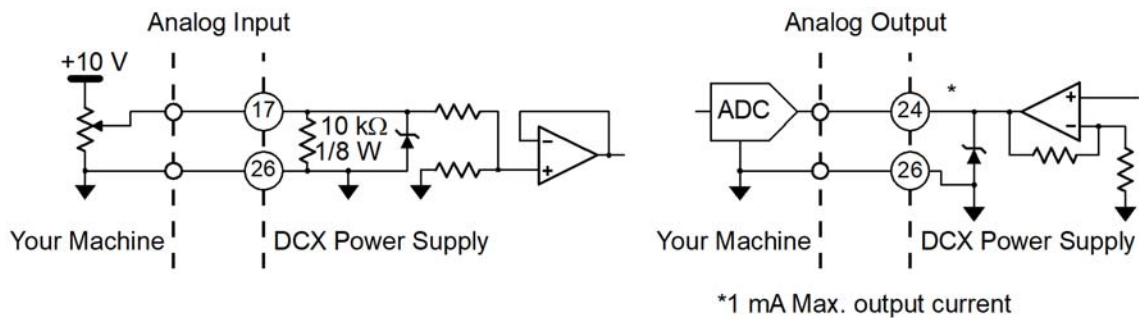 Analog Input
+10 V
17
10 kΩ
1/8 W
-
+
26
Your Machine
DCX Power Supply
Analog Output
ADC
24
*
+
-
26
Your Machine
DCX Power Supply
*1 mA Max. output current